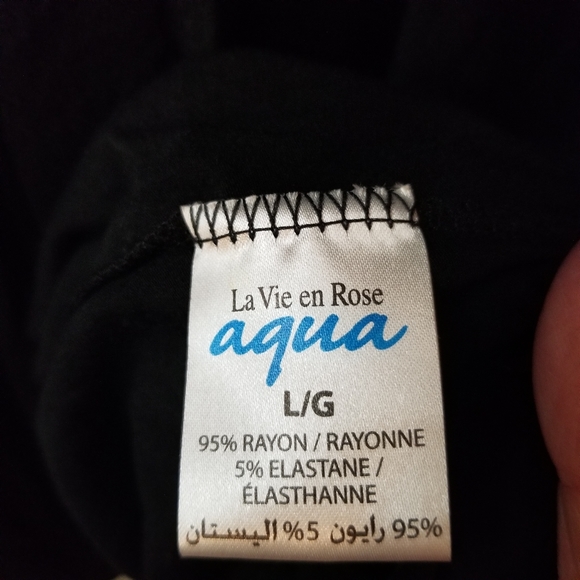 La Vie en Rose
aqua
L/G
95% RAYON / RAYONNE
5% ELASTANE /
ÉLASTHANNE
95% رايون 5% اليستان